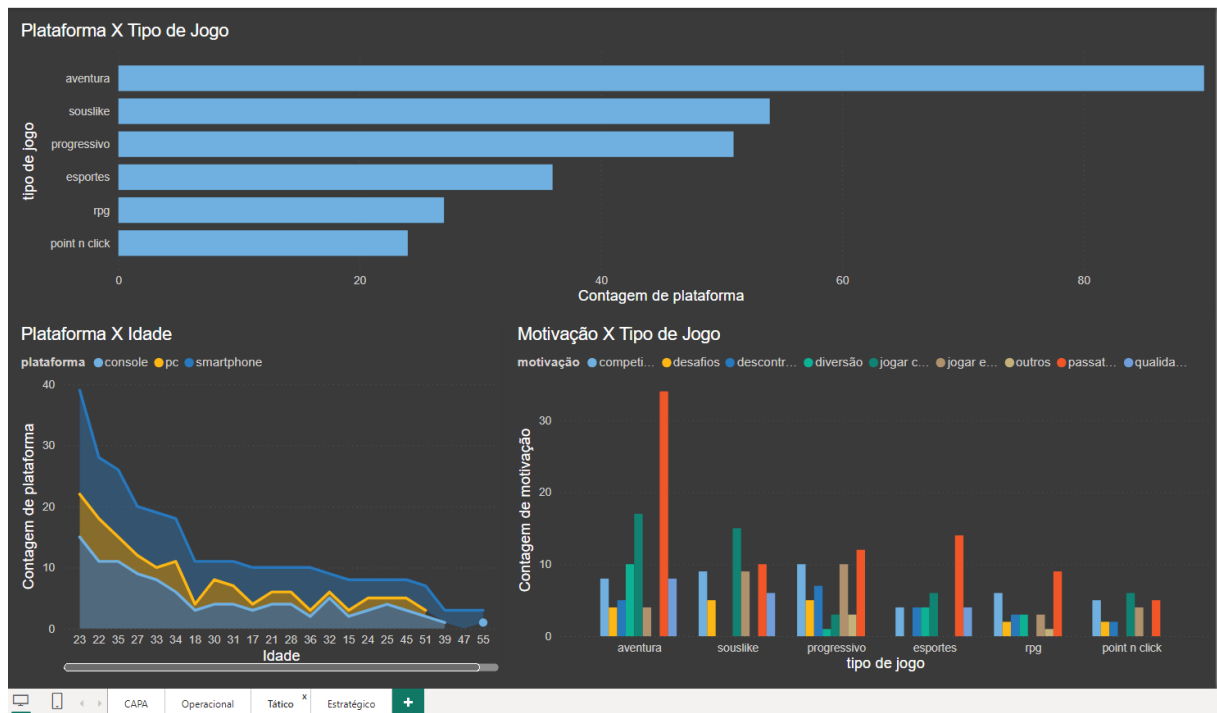 Plataforma X Tipo de Jogo
tipo de jogo
aventura
souslike
progressivo
esportes
rpg
point n click
0 20 40 60 80
Contagem de plataforma
Plataforma X Idade
plataforma console pc smartphone
Contagem de plataforma
40
30
20
10
0
23 22 35 27 33 34 18 30 31 17 21 28 36 32 15 24 25 45 51 39 47 55
Idade
Motivação X Tipo de Jogo
motivação competi... desafios descontr... diversão jogar c... jogar e... outros passat... qualida...
Contagem de motivação
30
20
10
0
aventura souslike progressivo esportes rpg point n click
tipo de jogo
CAPA Operacional Tático x Estratégico +